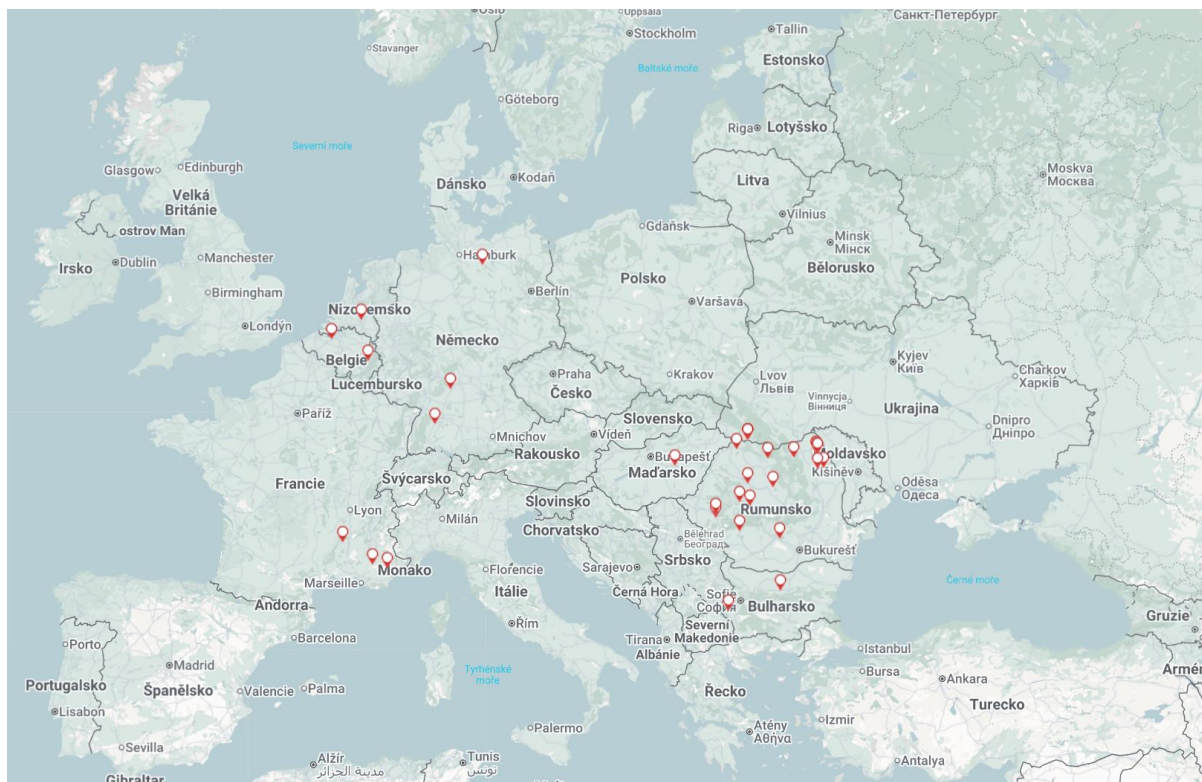 Oslo
Uppsala
Санкт-Петербург
Stockholm
Tallin
Stavanger
Estonsko
Baltské moře
Göteborg
Riga
Lotyšsko
Severní moře
Moskva
Москва
Glasgow
Edinburgh
Dánsko
Kodaň
Litva
Velká
Británie
Vilnius
Gdaňsk
ostrov Man
Minsk
Мінск
Irsko
Dublin
Manchester
Hamburk
Bělorusko
Polsko
Birmingham
Berlín
Varšava
Nizozemsko
Londýn
Německo
Kyjev
Київ
Belgie
Lucembursko
Praha
Krakov
Lvov
Львів
Charkov
Харків
Česko
Vinnycja
Вінниця
Ukrajina
Paříž
Slovensko
Dnipro
Дніпро
Mnichov
Vídeň
Rakousko
Budapešť
Moldavsko
Maďarsko
Kišiněv
Francie
Švýcarsko
Oděsa
Одеса
Slovinsko
Rumunsko
Lyon
Milán
Chorvatsko
Bělehrad
Београд
Bukurešť
Srbsko
Monako
Florencie
Sarajevo
Marseille
Černé moře
Itálie
Černá Hora
Sofie
София
Bulharsko
Andorra
Gruzie
Řím
Severní
Makedonie
Barcelona
Tirana
Porto
Albánie
Istanbul
Madrid
Tyrhénské
moře
Bursa
Ankara
Armé
Portugalsko
Španělsko
Valencie
Palma
Řecko
Turecko
Lisabon
Izmir
Palermo
Atény
Αθήνα
Sevilla
Alžír
مدينة الجزائر
Tunis
تونس
Antalya
Gibraltar